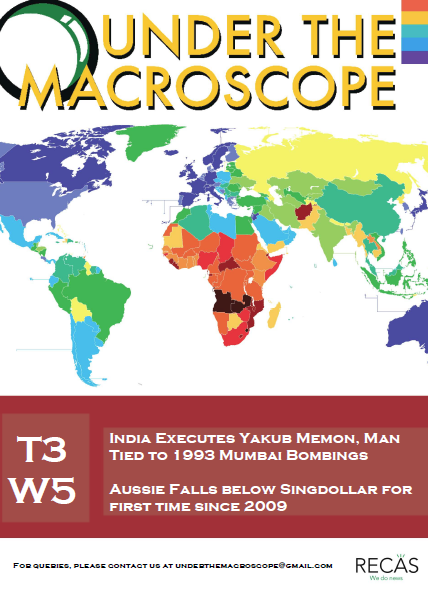 UNDER THE
MACROSCOPE
T3
W5
India Executes Yakub Memon, Man
Tied to 1993 Mumbai Bombings
Aussie Falls below Singdollar for
first time since 2009
For queries, please contact us at underthemacroscope@gmail.com
RECAS
We do news